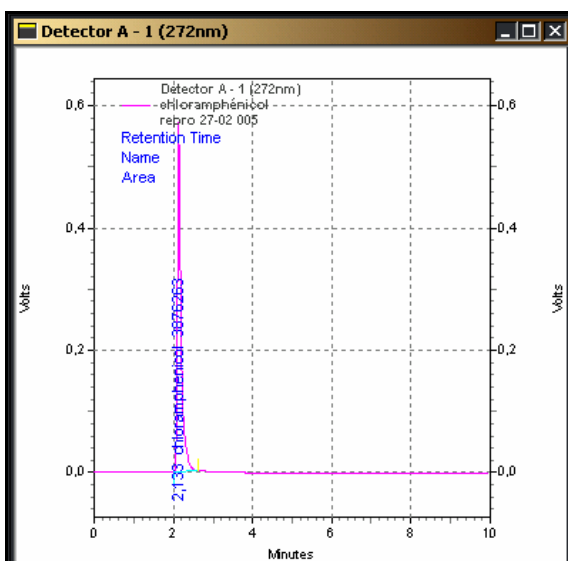 Detector A - 1 (272nm)
Detector A - 1 (272nm)
chloramphénicol
repro 27-02 005
Retention Time
Name
Area
0,6
0,4
0,2
0,0
Volts
0,6
0,4
0,2
0,0
Volts
2,133 chloramphénicol 3876263
0
2
4
6
8
10
Minutes